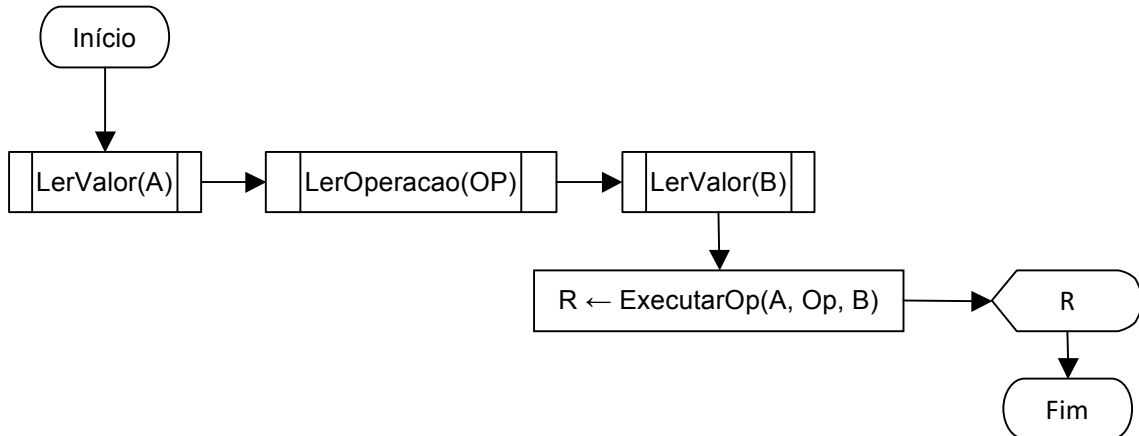 Início
LerValor(A)
LerOperacao(OP)
LerValor(B)
R ← ExecutarOp(A, Op, B)
R
Fim